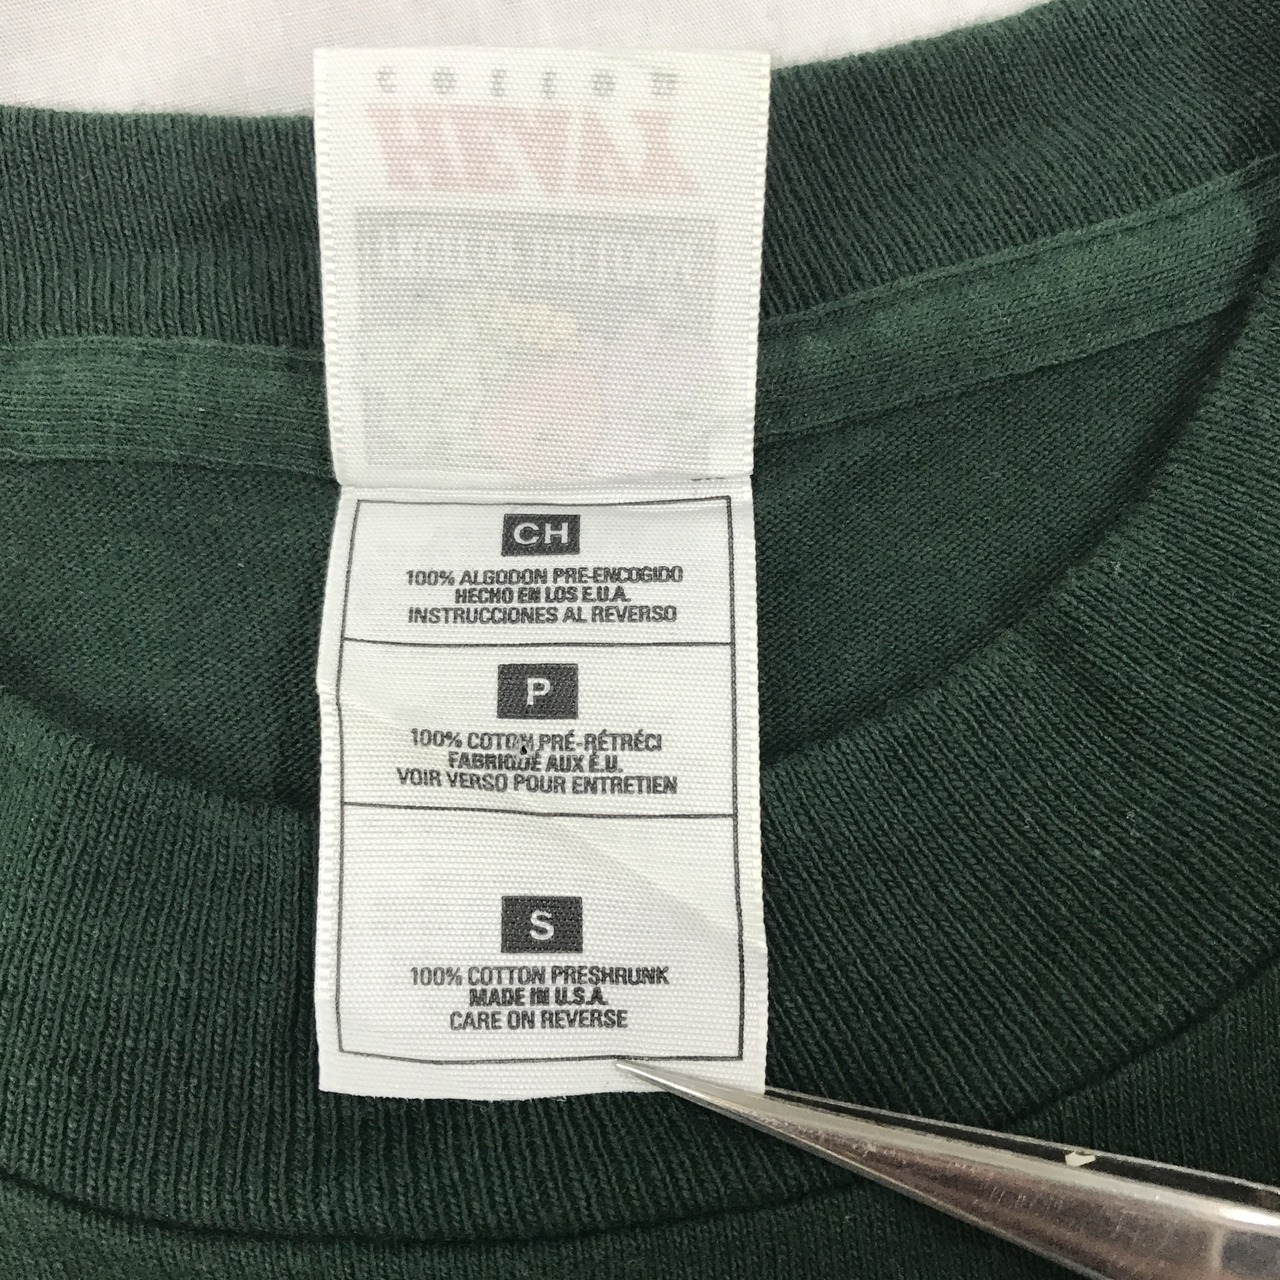 CH
100% ALGODON PRE-ENCOGIDO
HECHO EN LOS E.U.A.
INSTRUCCIONES AL REVERSO
P
100% COTON PRÉ-RÉTRÉCI
FABRIQUÉ AUX É.U.
VOIR VERSO POUR ENTRETIEN
S
100% COTTON PRESHRUNK
MADE IN U.S.A.
CARE ON REVERSE